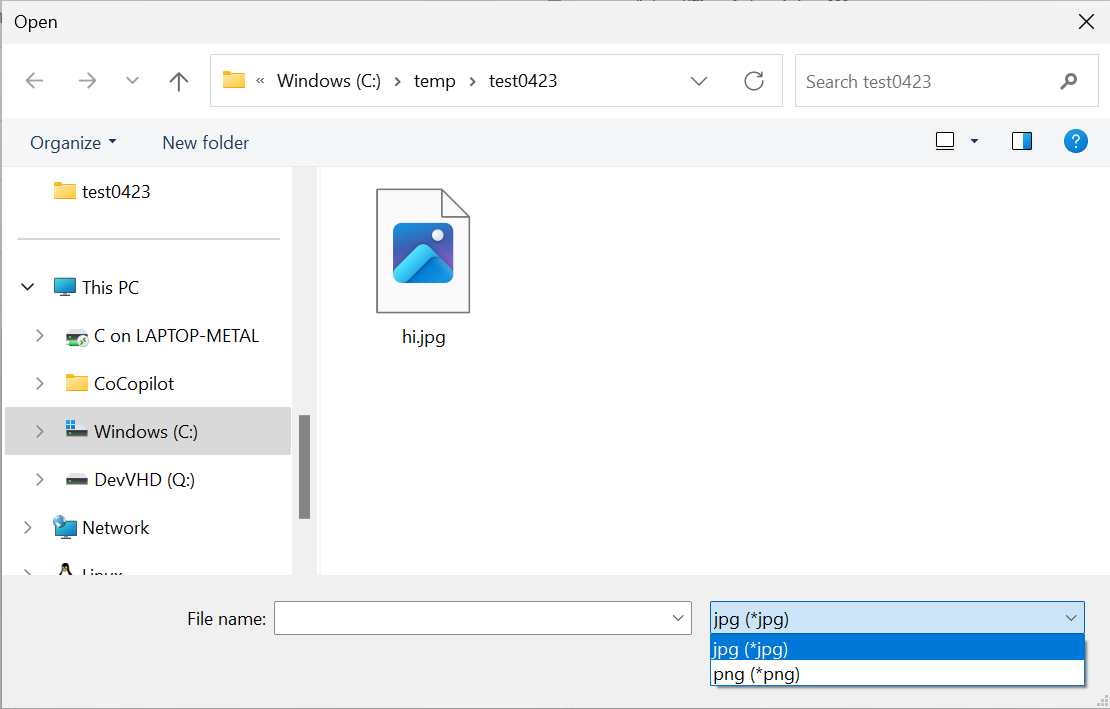 Open
« Windows (C:) › temp › test0423
Search test0423
Organize
New folder
?
test0423
This PC
C on LAPTOP-METAL
CoCopilot
Windows (C:)
DevVHD (Q:)
Network
Linux
hi.jpg
File name:
jpg (*jpg)
jpg (*jpg)
png (*png)